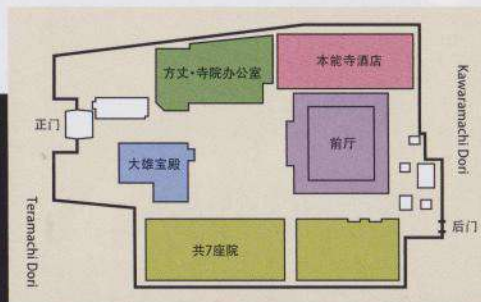 方丈·寺院办公室
本能寺酒店
Kawaramachi Dori
正门
前厅
大雄宝殿
Teramachi Dori
后门
共7座院